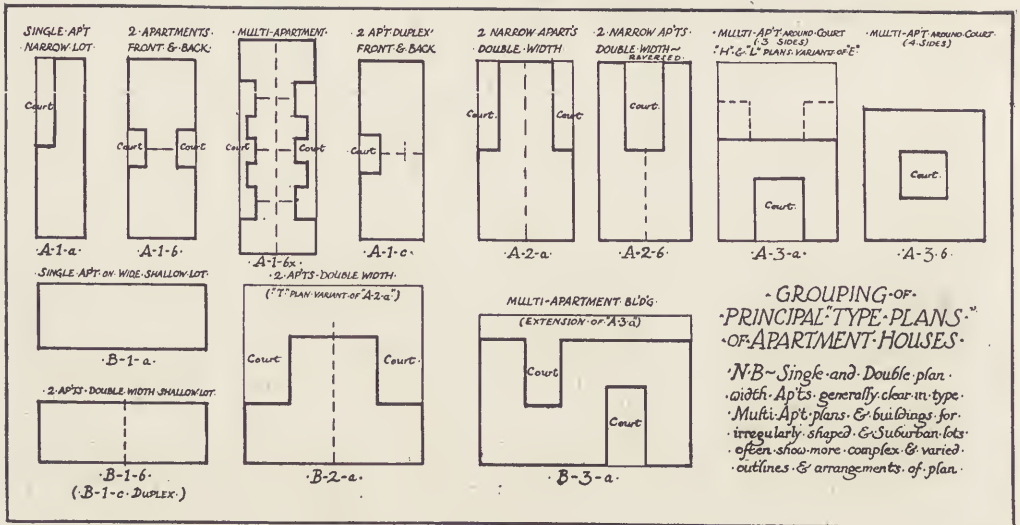 SINGLE AP'T
NARROW LOT.
Court
·A-1-a·
2·APARTMENTS·
FRONT·&·BACK·
Court
Court
·A-1-b·
·MULTI-APARTMENT·
Court
Court
·A-1-bx·
·2 AP'T DUPLEX·
FRONT & BACK
Court
·A-1-c·
2 NARROW APART'S
DOUBLE·WIDTH·
Court
Court
·A-2-a·
·2 NARROW AP'TS·
DOUBLE WIDTH~
RAVERSED·
Court·
·A-2-b·
·MULTI-AP'T AROUND·COURT
(·3 SIDES)
·"H"·&·"L" PLANS VARIANT OF "E"
Court·
·A-3-a·
·MULTI-AP'T AROUND·COURT
(4·SIDES)
Court·
·A-3·b·
·SINGLE·AP'T·ON·WIDE·SHALLOW·LOT·
·B-1-a·
·2·AP'TS·DOUBLE WIDTH SHALLOW LOT·
·B-1-b·
(·B-1-c·DUPLEX·)
·2·AP'TS·DOUBLE WIDTH·
("T" PLAN VARIANT OF "A-2-a")
Court
Court·
·B-2-a·
MULTI-APARTMENT BLD'G·
(EXTENSION OF "A-3-a")
Court
Court
·B-3-a·
·GROUPING·OF·
·PRINCIPAL "TYPE·PLANS·"
·OF·APARTMENT·HOUSES·
·N·B~Single·and·Double·plan·
·width·Ap'ts·generally·clear·in·type·
·Multi·Ap't·plans·&·buildings·for·
·irregularly·shaped·&·Suburban·lots·
·often·show·more·complex·&·varied·
·outlines·&·arrangements·of·plan·